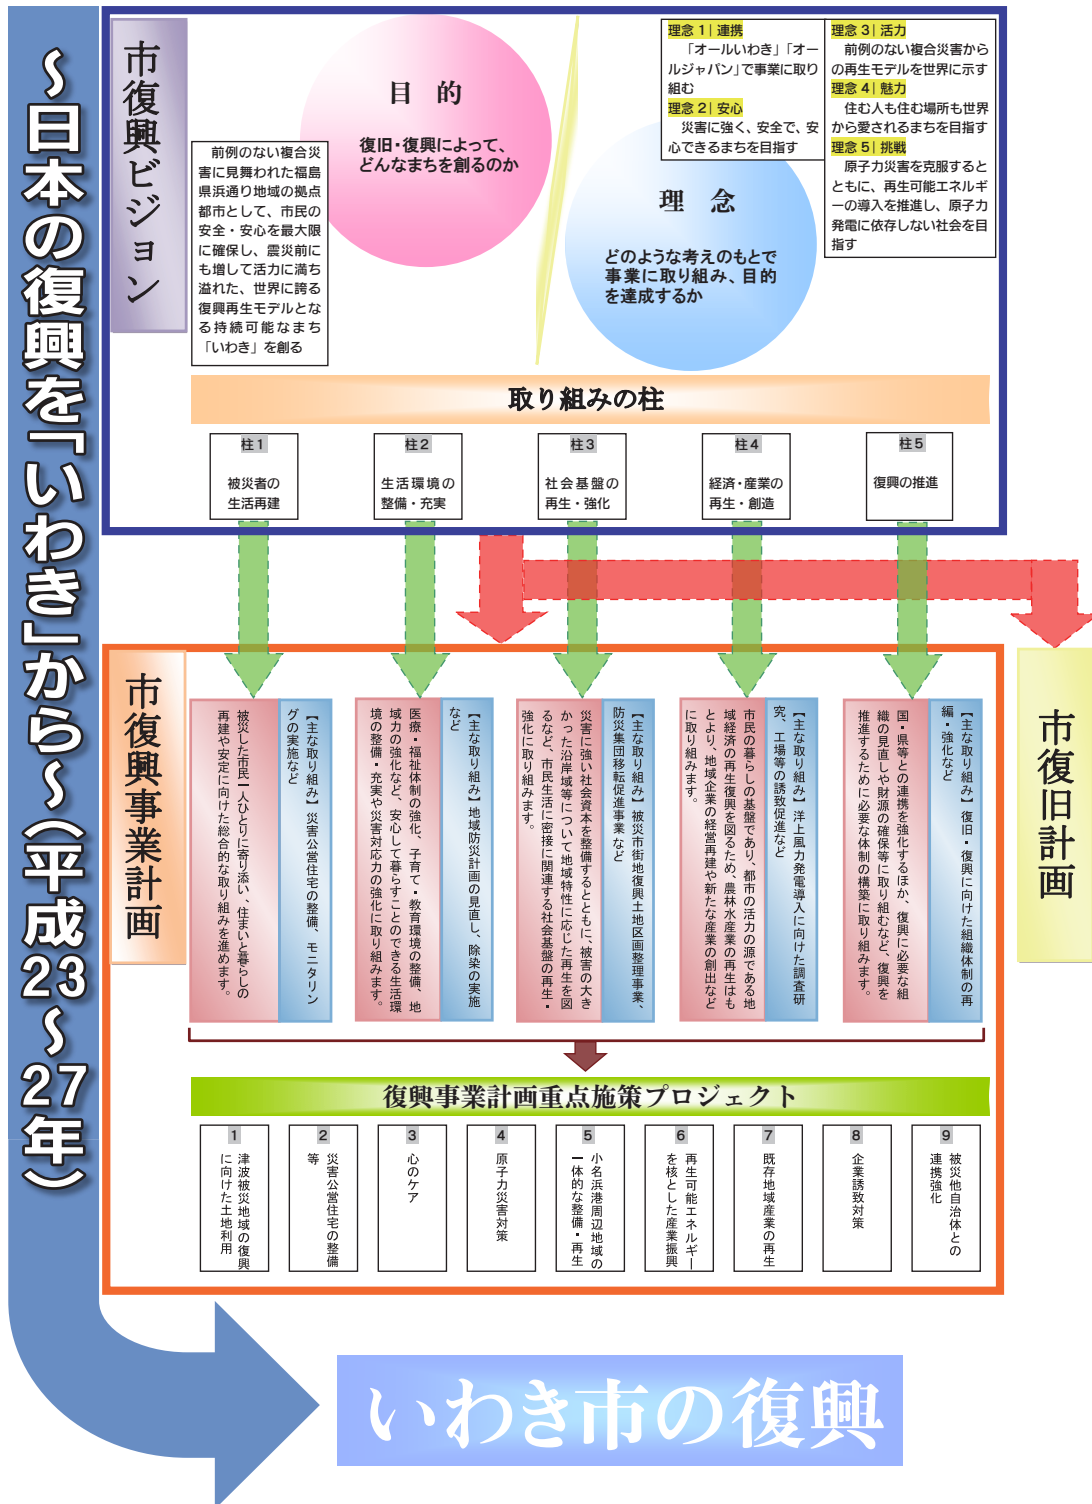 ～日本の復興を「いわき」から～（平成23～27年）
市復興ビジョン
目 的
復旧・復興によって、
どんなまちを創るのか
前例のない複合災
害に見舞われた福島
県浜通り地域の拠点
都市として、市民の
安全・安心を最大限
に確保し、震災前に
も増して活力に満ち
溢れた、世界に誇る
復興再生モデルとな
る持続可能なまち
「いわき」を創る
理 念
どのような考えのもとで
事業に取り組み、目的
を達成するか
理念 1｜連携
「オールいわき」「オー
ルジャパン」で事業に取り
組む
理念 2｜安心
災害に強く、安全で、安
心できるまちを目指す
理念 3｜活力
前例のない複合災害から
の再生モデルを世界に示す
理念 4｜魅力
住む人も住む場所も世界
から愛されるまちを目指す
理念 5｜挑戦
原子力災害を克服すると
ともに、再生可能エネルギ
ーの導入を推進し、原子力
発電に依存しない社会を目
指す
取り組みの柱
柱1
被災者の
生活再建
柱2
生活環境の
整備・充実
柱3
社会基盤の
再生・強化
柱4
経済・産業の
再生・創造
柱5
復興の推進
市復興事業計画
市復旧計画
【主な取り組み】災害公営住宅の整備、モニタリン
グの実施など
被災した市民一人ひとりに寄り添い、住まいと暮らしの
再建や安定に向けた総合的な取り組みを進めます。
【主な取り組み】地域防災計画の見直し、除染の実施
など
医療・福祉体制の強化、子育て・教育環境の整備、地
域力の強化など、安心して暮らすことのできる生活環
境の整備・充実や災害対応力の強化に取り組みます。
【主な取り組み】被災市街地復興土地区画整理事業、
防災集団移転促進事業など
災害に強い社会資本を整備するとともに、被害の大き
かった沿岸域等について地域特性に応じた再生を図
るなど、市民生活に密接に関連する社会基盤の再生・
強化に取り組みます。
【主な取り組み】洋上風力発電導入に向けた調査研
究、工場等の誘致促進など
市民の暮らしの基盤であり、都市の活力の源である地
域経済の再生復興を図るため、農林水産業の再生はも
とより、地域企業の経営再建や新たな産業の創出など
に取り組みます。
【主な取り組み】復旧・復興に向けた組織体制の再
編・強化など
国・県等との連携を強化するほか、復興に必要な組
織の見直しや財源の確保等に取り組むなど、復興を
推進するために必要な体制の構築に取り組みます。
復興事業計画重点施策プロジェクト
1
津波被災地域の復興
に向けた土地利用
2
災害公営住宅の整備
等
3
心のケア
4
原子力災害対策
5
小名浜港周辺地域の
一体的な整備・再生
6
再生可能エネルギー
を核とした産業振興
7
既存地域産業の再生
8
企業誘致対策
9
被災他自治体との
連携強化
いわき市の復興